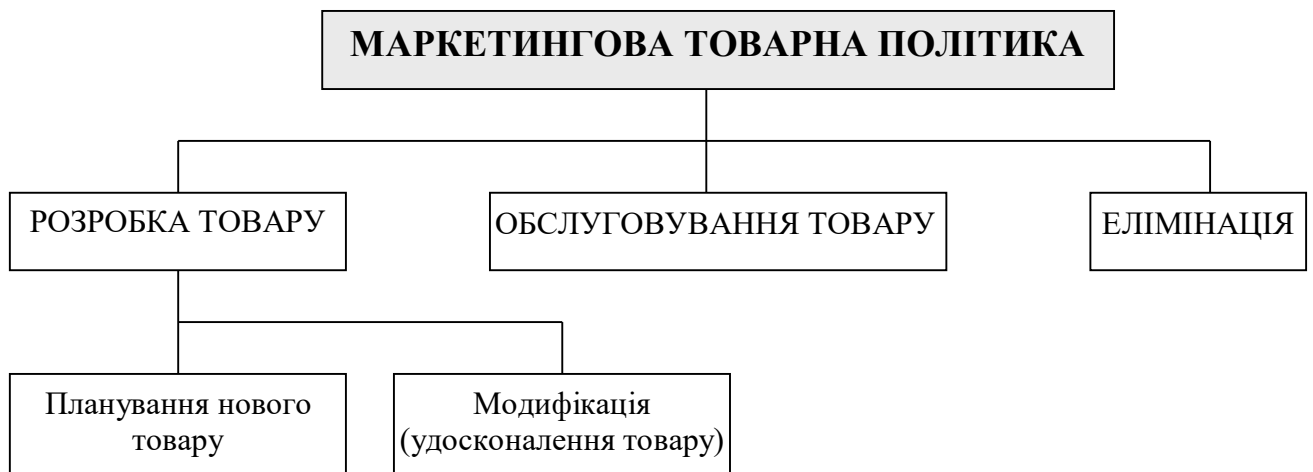 МАРКЕТИНГОВА ТОВАРНА ПОЛІТИКА
РОЗРОБКА ТОВАРУ
ОБСЛУГОВУВАННЯ ТОВАРУ
ЕЛІМІНАЦІЯ
Планування нового
товару
Модифікація
(удосконалення товару)